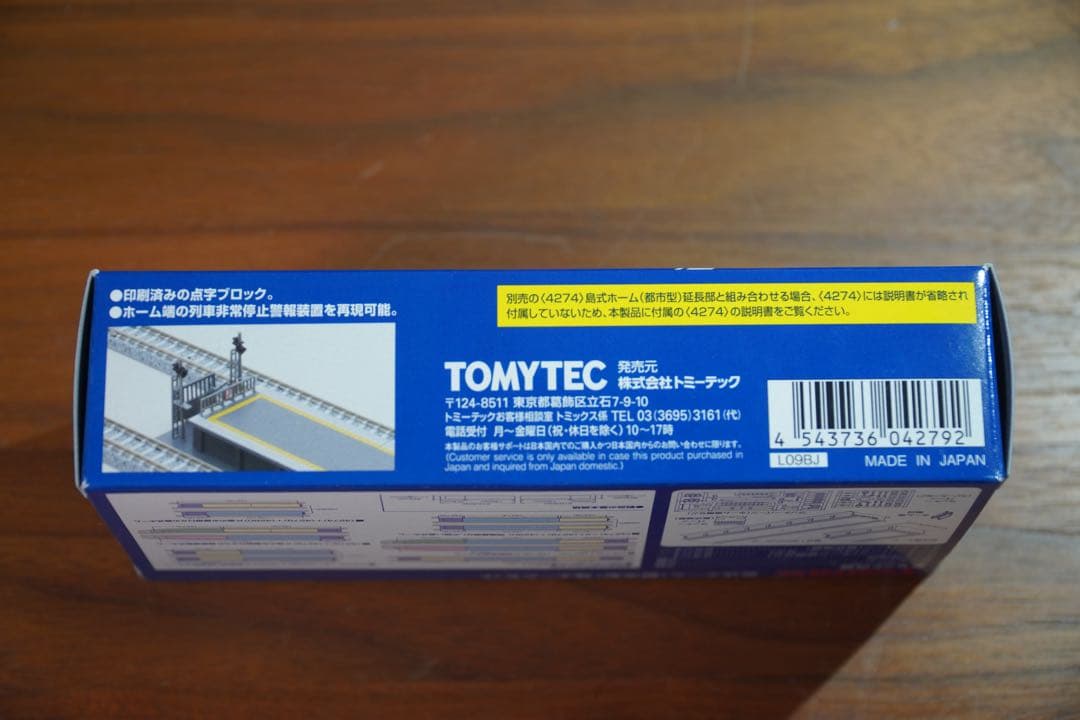 ●印刷済みの点字ブロック。
●ホーム端の列車非常停止警報装置を再現可能。
別売の〈4274〉島式ホーム(都市型)延長部と組み合わせる場合、〈4274〉には説明書が省略され
付属していないため、本製品に付属の〈4274〉の説明書をご覧ください。
TOMYTEC 発売元
株式会社トミーテック
〒124-8511 東京都葛飾区立石7-9-10
トミーテックお客様相談室 トミックス係 TEL 03(3695)3161(代)
電話受付 月〜金曜日(祝・休日を除く)10〜17時
本製品のお客様サポートは日本国内でのご購入かつ日本国内からのお問い合わせに限ります。
(Customer service is only available in case this product purchased in
Japan and inquired from Japan domestic.)
4 543736 042792
L09BJ MADE IN JAPAN